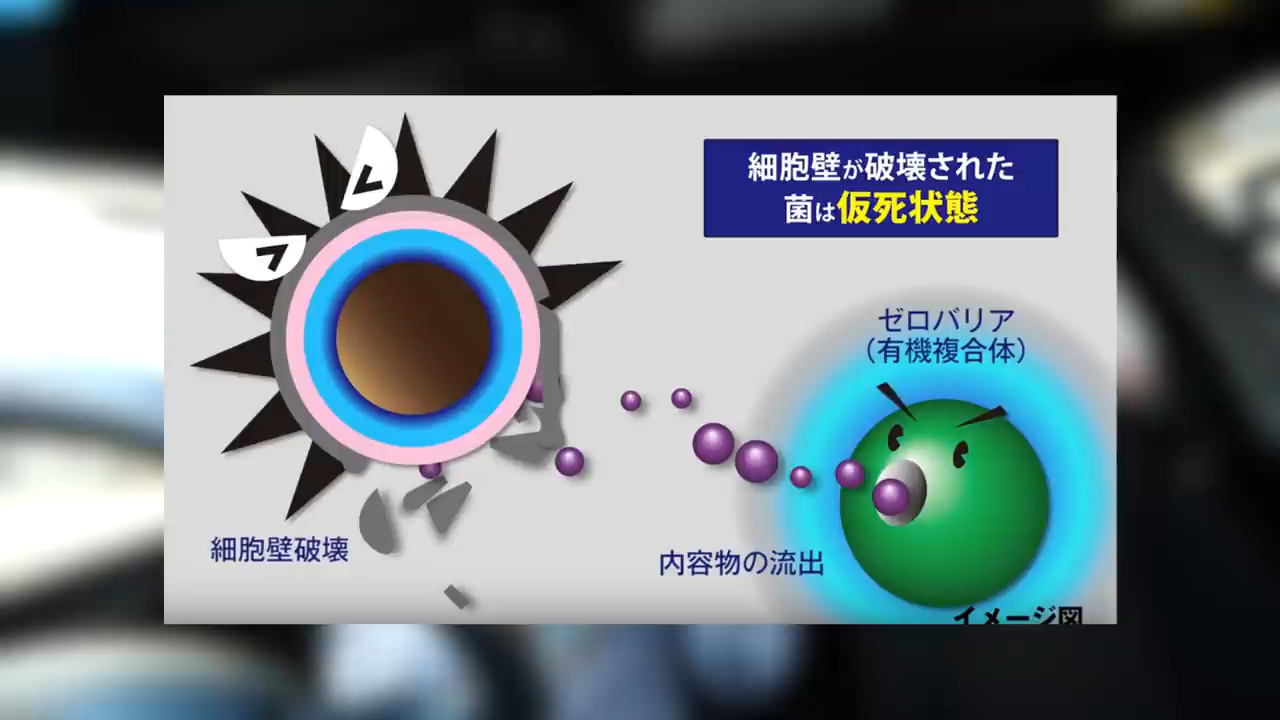 細胞壁が破壊された
菌は仮死状態
ゼロバリア
（有機複合体）
細胞壁破壊
内容物の流出
イメージ図